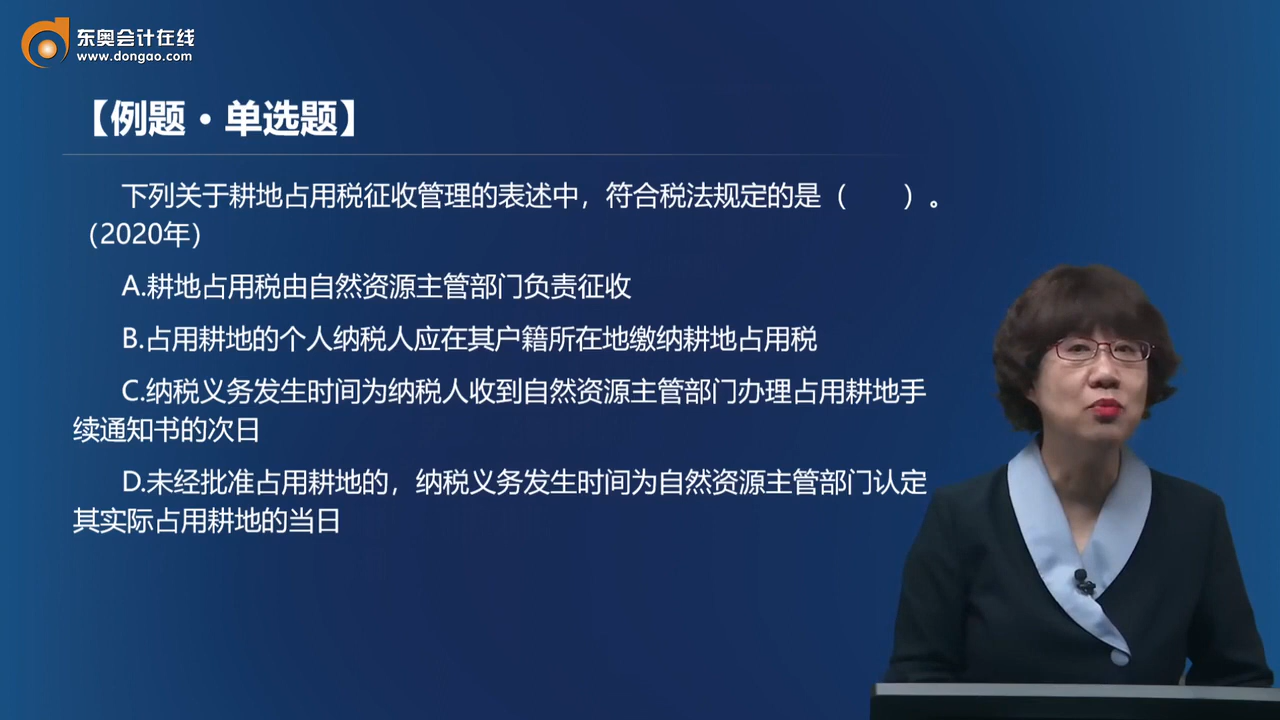 东奥会计在线
www.dongao.com
【例题·单选题】
下列关于耕地占用税征收管理的表述中，符合税法规定的是（　　）。
（2020年）
A.耕地占用税由自然资源主管部门负责征收
B.占用耕地的个人纳税人应在其户籍所在地缴纳耕地占用税
C.纳税义务发生时间为纳税人收到自然资源主管部门办理占用耕地手
续通知书的次日
D.未经批准占用耕地的，纳税义务发生时间为自然资源主管部门认定
其实际占用耕地的当日